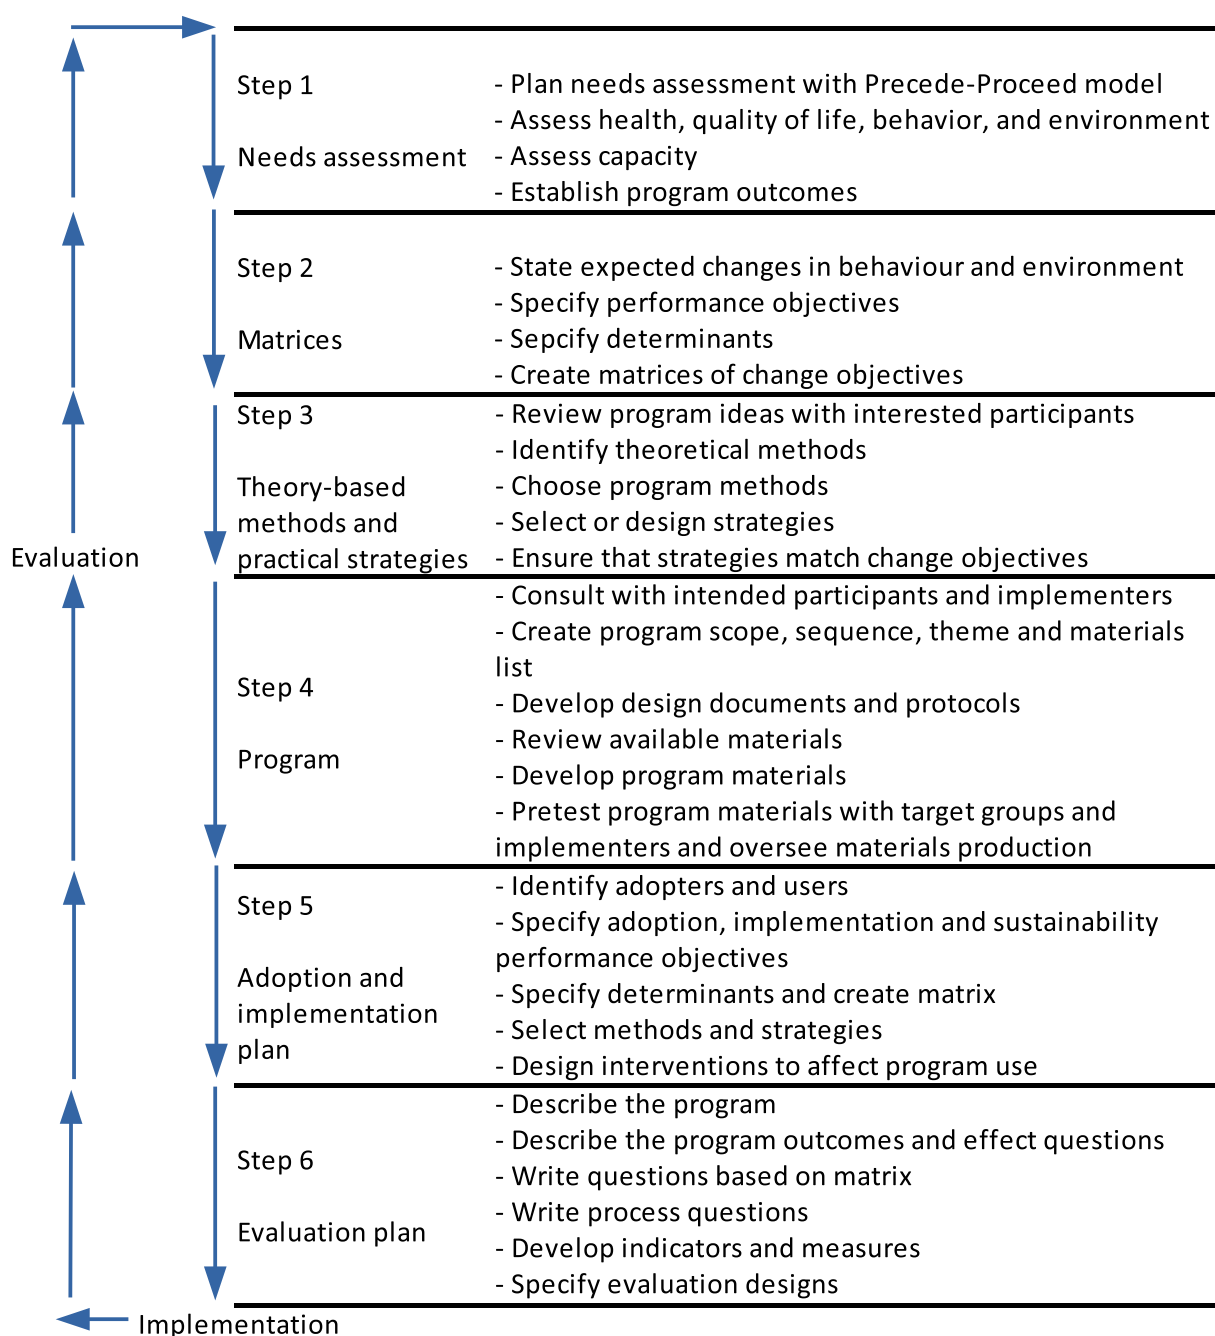 Step 1
Needs assessment
- Plan needs assessment with Precede-Proceed model
- Assess health, quality of life, behavior, and environment
- Assess capacity
- Establish program outcomes
Step 2
Matrices
- State expected changes in behaviour and environment
- Specify performance objectives
- Sepcify determinants
- Create matrices of change objectives
Step 3
Theory-based
methods and
practical strategies
- Review program ideas with interested participants
- Identify theoretical methods
- Choose program methods
- Select or design strategies
- Ensure that strategies match change objectives
Evaluation
Step 4
Program
- Consult with intended participants and implementers
- Create program scope, sequence, theme and materials
list
- Develop design documents and protocols
- Review available materials
- Develop program materials
- Pretest program materials with target groups and
implementers and oversee materials production
Step 5
Adoption and
implementation
plan
- Identify adopters and users
- Specify adoption, implementation and sustainability
performance objectives
- Specify determinants and create matrix
- Select methods and strategies
- Design interventions to affect program use
Step 6
Evaluation plan
- Describe the program
- Describe the program outcomes and effect questions
- Write questions based on matrix
- Write process questions
- Develop indicators and measures
- Specify evaluation designs
Implementation